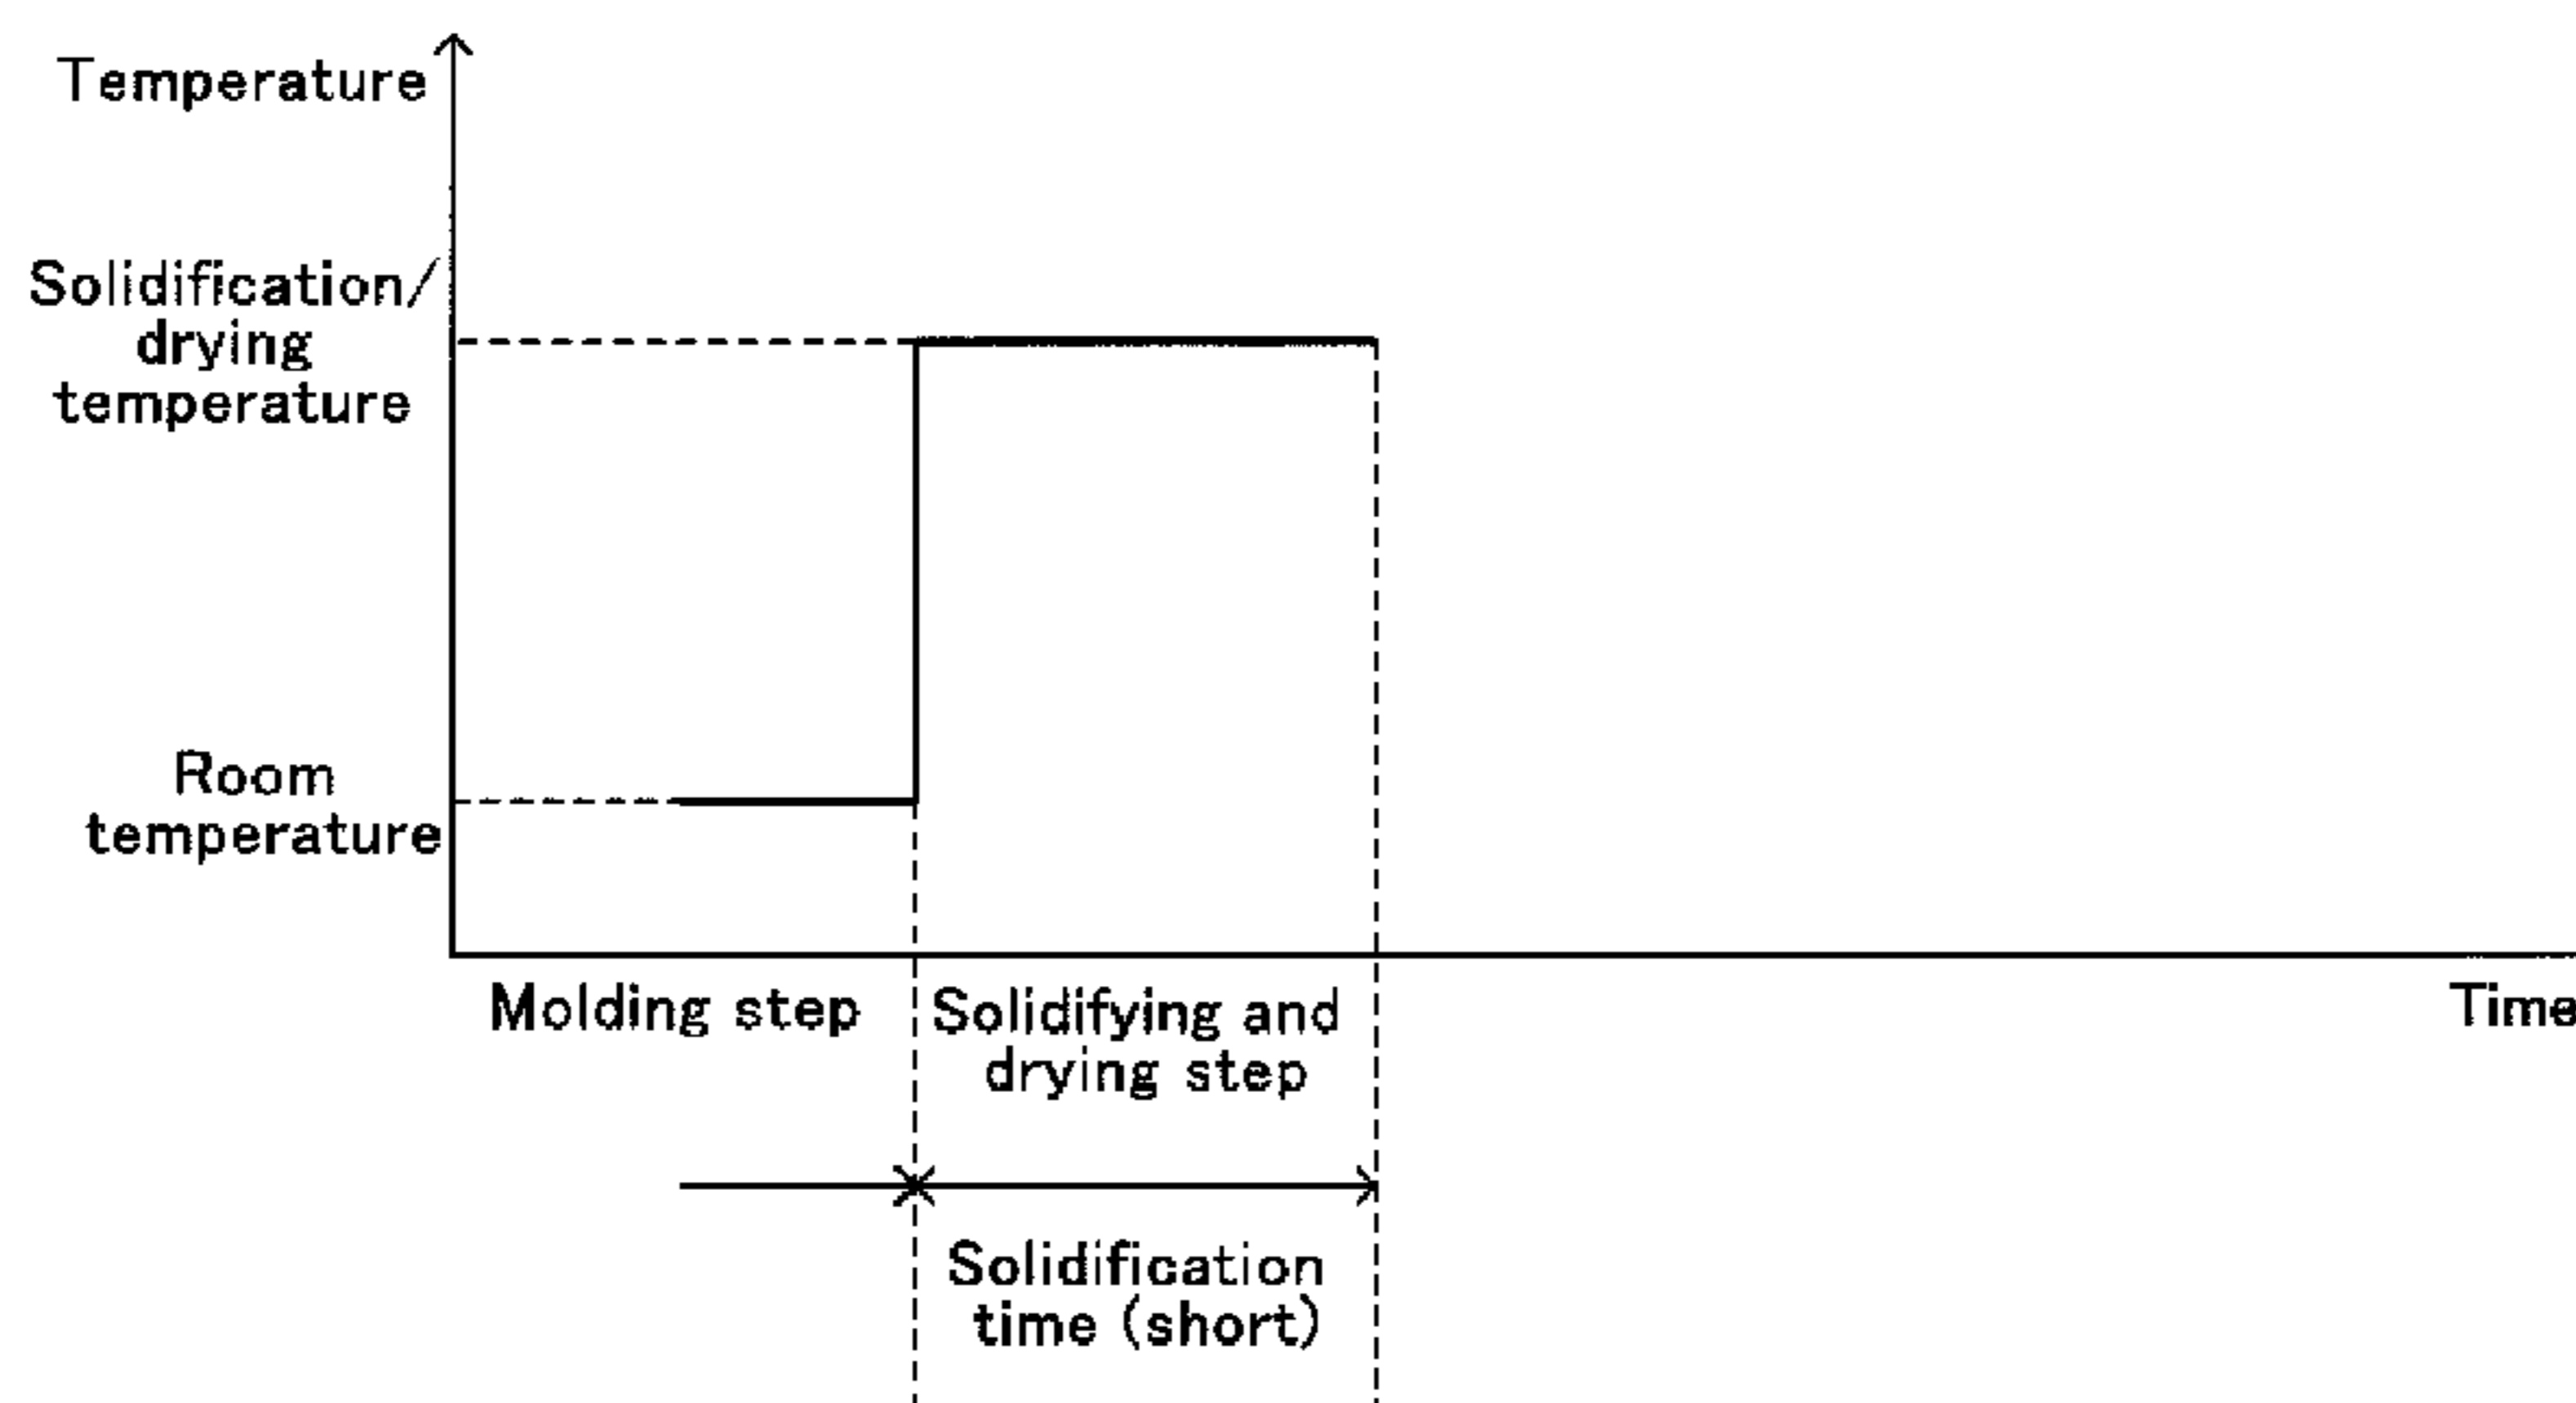 Temperature
Solidification/
drying
temperature
Room
temperature
Molding step
Solidifying and
drying step
Time
Solidification
time (short)